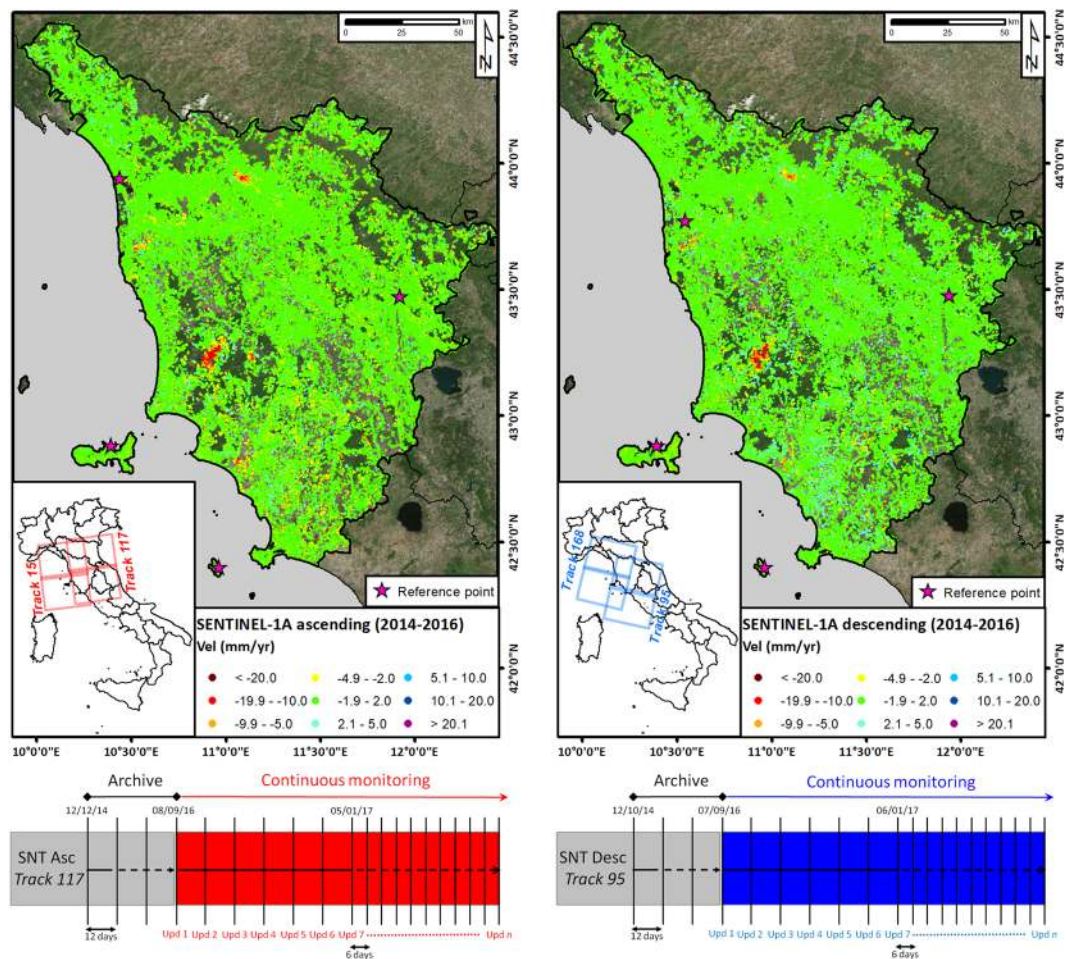 km
0 25 50
N
44°30'0"N
44°0'0"N
43°30'0"N
43°0'0"N
42°30'0"N
42°0'0"N
Track 15
Track 117
Reference point
SENTINEL-1A ascending (2014-2016)
Vel (mm/yr)
< -20.0
-19.9 - -10.0
-9.9 - -5.0
-4.9 - -2.0
-1.9 - 2.0
2.1 - 5.0
5.1 - 10.0
10.1 - 20.0
> 20.1
10°0'0"E 10°30'0"E 11°0'0"E 11°30'0"E 12°0'0"E
Archive Continuous monitoring
12/12/14 08/09/16 05/01/17
SNT Asc
Track 117
12 days
Upd 1 Upd 2 Upd 3 Upd 4 Upd 5 Upd 6 Upd 7 Upd n
6 days
km
0 25 50
N
44°30'0"N
44°0'0"N
43°30'0"N
43°0'0"N
42°30'0"N
42°0'0"N
Track 168
Track 95
Reference point
SENTINEL-1A descending (2014-2016)
Vel (mm/yr)
< -20.0
-19.9 - -10.0
-9.9 - -5.0
-4.9 - -2.0
-1.9 - 2.0
2.1 - 5.0
5.1 - 10.0
10.1 - 20.0
> 20.1
10°0'0"E 10°30'0"E 11°0'0"E 11°30'0"E 12°0'0"E
Archive Continuous monitoring
12/10/14 07/09/16 06/01/17
SNT Desc
Track 95
12 days
Upd 1 Upd 2 Upd 3 Upd 4 Upd 5 Upd 6 Upd 7 Upd n
6 days